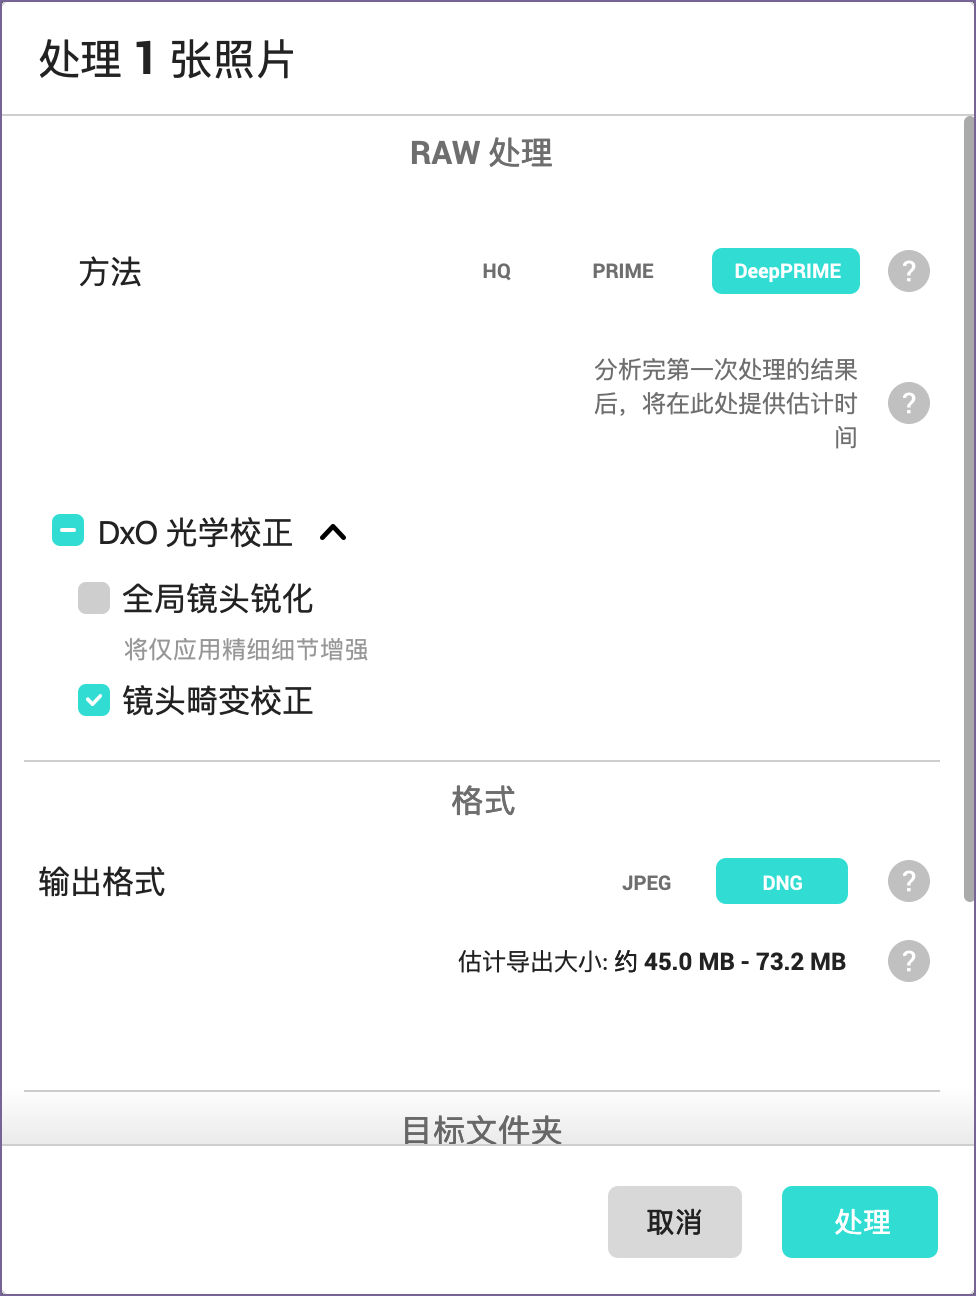 处理 1 张照片
RAW 处理
方法
HQ
PRIME
DeepPRIME
?
分析完第一次处理的结果
后，将在此处提供估计时
间
?
DxO 光学校正
全局镜头锐化
将仅应用精细细节增强
镜头畸变校正
格式
输出格式
JPEG
DNG
?
估计导出大小: 约 45.0 MB - 73.2 MB
?
目标文件夹
取消
处理